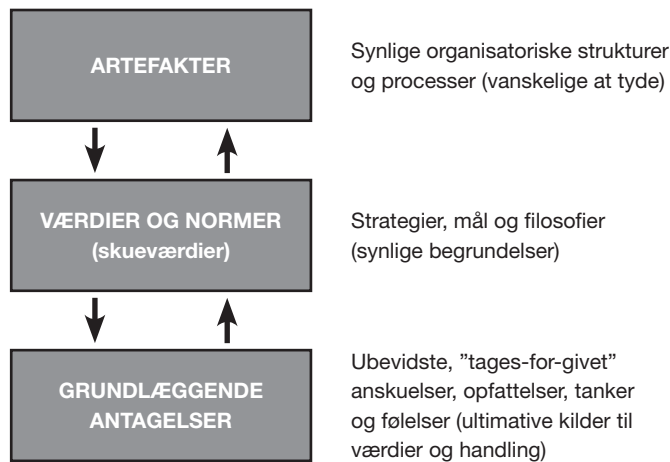 ARTEFAKTER
Synlige organisatoriske strukturer
og processer (vanskelige at tyde)
VÆRDIER OG NORMER
(skueværdier)
Strategier, mål og filosofier
(synlige begrundelser)
GRUNDLÆGGENDE
ANTAGELSER
Ubevidste, ”tages-for-givet”
anskuelser, opfattelser, tanker
og følelser (ultimative kilder til
værdier og handling)